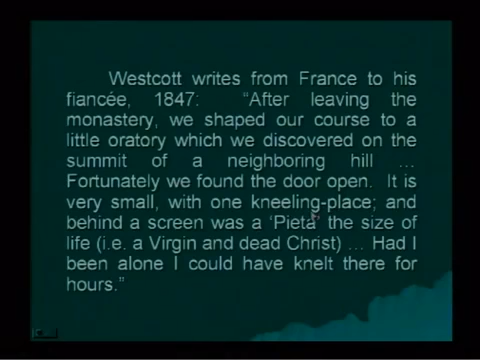 Westcott writes from France to his
fiancée, 1847: “After leaving the
monastery, we shaped our course to a
little oratory which we discovered on the
summit of a neighboring hill …
Fortunately we found the door open. It is
very small, with one kneeling-place; and
behind a screen was a ‘Pieta’ the size of
life (i.e. a Virgin and dead Christ) … Had I
been alone I could have knelt there for
hours.”